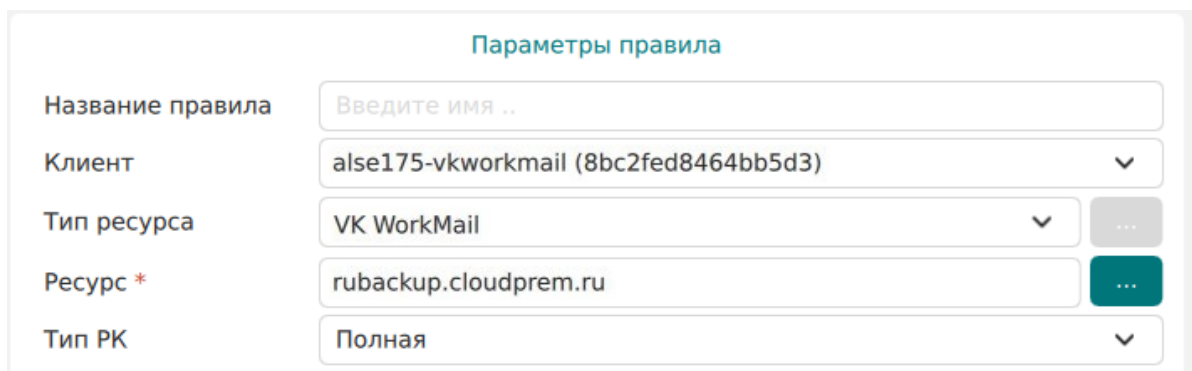 Параметры правила
Название правила Введите имя ..
Клиент alse175-vkworkmail (8bc2fed8464bb5d3)
Тип ресурса VK WorkMail ...
Ресурс * rubackup.cloudprem.ru ...
Тип РК Полная